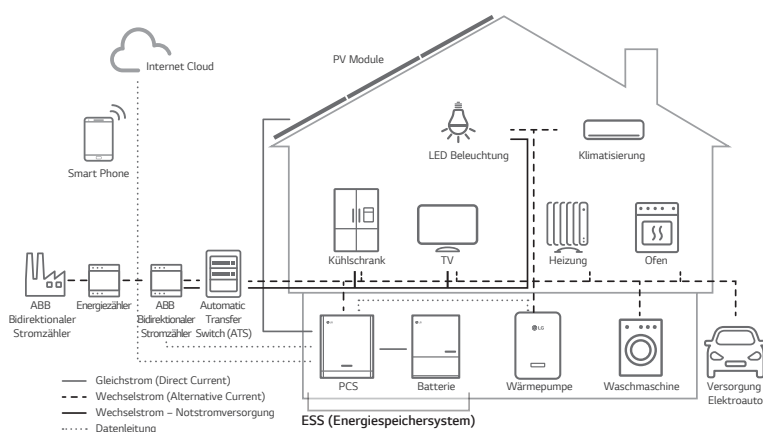 Internet Cloud
PV Module
Smart Phone
LED Beleuchtung
Klimatisierung
Kühlschrank
TV
Heizung
Ofen
ABB
Bidirektionaler
Stromzähler
Energiezähler
ABB
Bidirektionaler
Stromzähler
Automatic
Transfer
Switch (ATS)
LG
PCS
Batterie
Wärmepumpe
Waschmaschine
Versorgung
Elektroauto
ESS (Energiespeichersystem)
Gleichstrom (Direct Current)
Wechselstrom (Alternative Current)
Wechselstrom – Notstromversorgung
Datenleitung